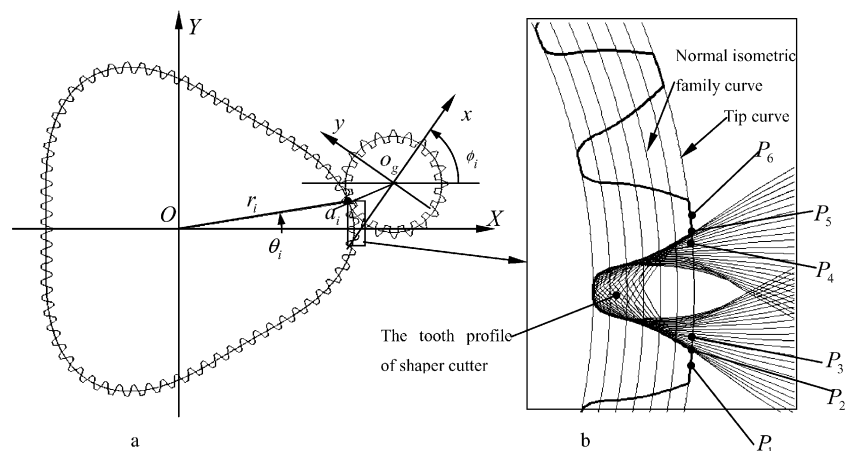 Y
x
y
o_g
ϕ_i
r_i
a_i
O
X
θ_i
The tooth profile
of shaper cutter
a
Normal isometric
family curve
Tip curve
P_6
P_5
P_4
P_3
P_2
P_1
b